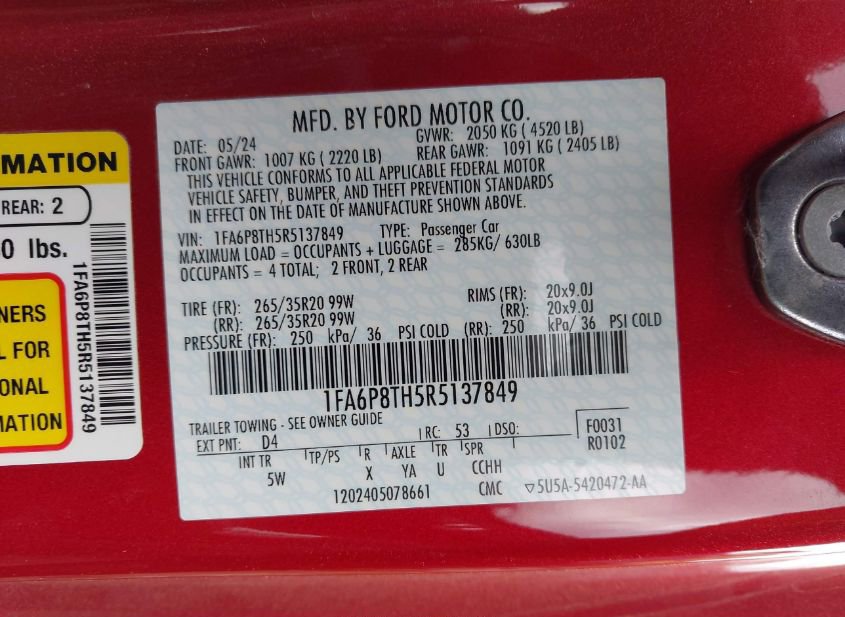 MATION
REAR: 2
0 lbs.
NERS
L FOR
ONAL
MATION
1FA6P8TH5R5137849
MFD. BY FORD MOTOR CO.
DATE: 05/24 GVWR: 2050 KG (4520 LB)
FRONT GAWR: 1007 KG (2220 LB) REAR GAWR: 1091 KG (2405 LB)
THIS VEHICLE CONFORMS TO ALL APPLICABLE FEDERAL MOTOR
VEHICLE SAFETY, BUMPER, AND THEFT PREVENTION STANDARDS
IN EFFECT ON THE DATE OF MANUFACTURE SHOWN ABOVE.
VIN: 1FA6P8TH5R5137849 TYPE: Passenger Car
MAXIMUM LOAD = OCCUPANTS + LUGGAGE = 285KG/ 630LB
OCCUPANTS = 4 TOTAL; 2 FRONT, 2 REAR
TIRE (FR): 265/35R20 99W RIMS (FR): 20x9.0J
(RR): 265/35R20 99W (RR): 20x9.0J
PRESSURE (FR): 250 kPa/ 36 PSI COLD (RR): 250 kPa/ 36 PSI COLD
1FA6P8TH5R5137849
TRAILER TOWING - SEE OWNER GUIDE
EXT PNT: D4 RC: 53 DSO: F0031
R0102
INT TR TP/PS R AXLE TR SPR
5W X YA U CCHH
1202405078661 CMC ▽5U5A-5420472-AA